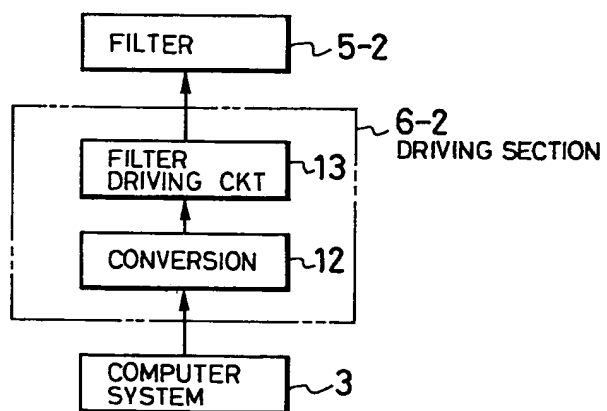 FILTER
5-2
6-2
DRIVING SECTION
FILTER
DRIVING CKT
13
CONVERSION
12
COMPUTER
SYSTEM
3